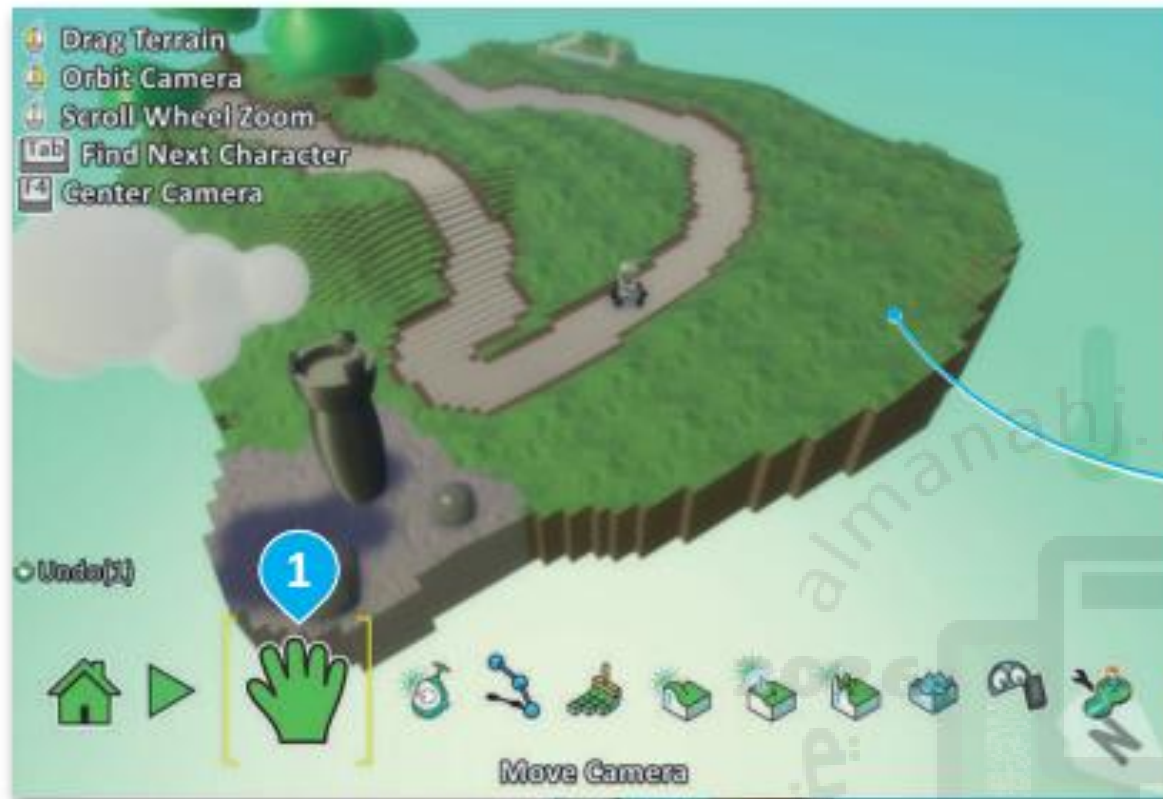 Drag Terrain
Orbit Camera
Scroll Wheel Zoom
Tab Find Next Character
F4 Center Camera
almanahj.
Undo(1)
1
Move Camera
N